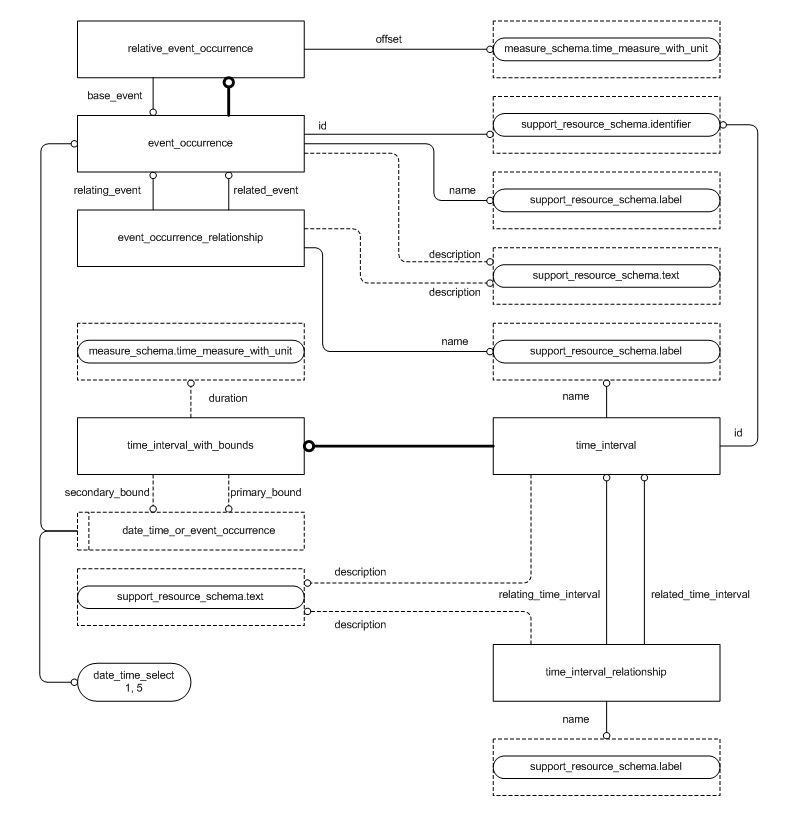 relative_event_occurrence
offset
measure_schema.time_measure_with_unit
base_event
id
support_resource_schema.identifier
event_occurrence
relating_event
related_event
name
support_resource_schema.label
event_occurrence_relationship
description
support_resource_schema.text
description
name
measure_schema.time_measure_with_unit
support_resource_schema.label
duration
name
id
time_interval_with_bounds
time_interval
secondary_bound
primary_bound
date_time_or_event_occurrence
description
support_resource_schema.text
relating_time_interval
related_time_interval
description
date_time_select
1, 5
time_interval_relationship
name
support_resource_schema.label